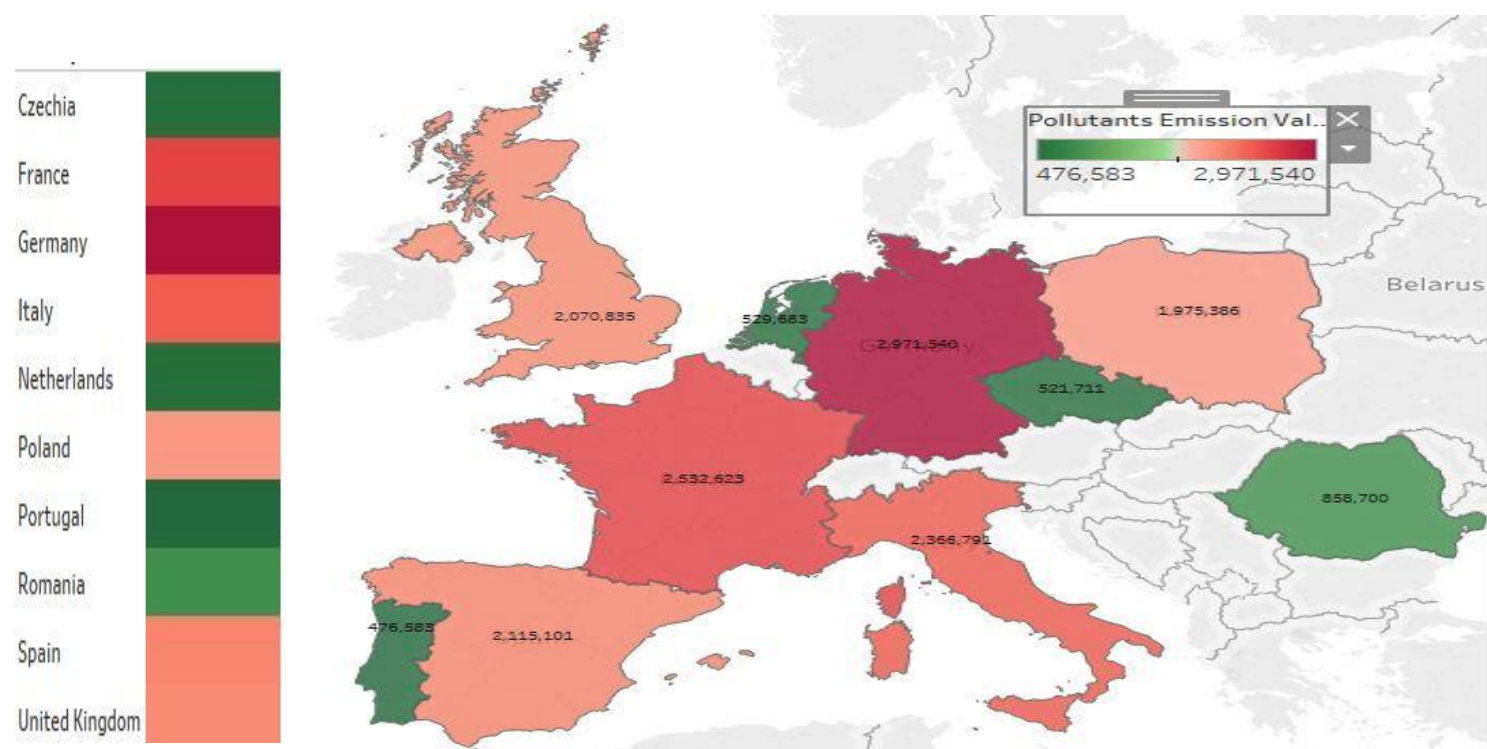 Czechia
France
Germany
Italy
Netherlands
Poland
Portugal
Romania
Spain
United Kingdom
Pollutants Emission Val..
476,583 2,971,540
Belarus
2,070,835
529,683
2,971,540
Germany
1,975,386
521,711
2,532,623
858,700
2,366,791
476,583
2,115,101